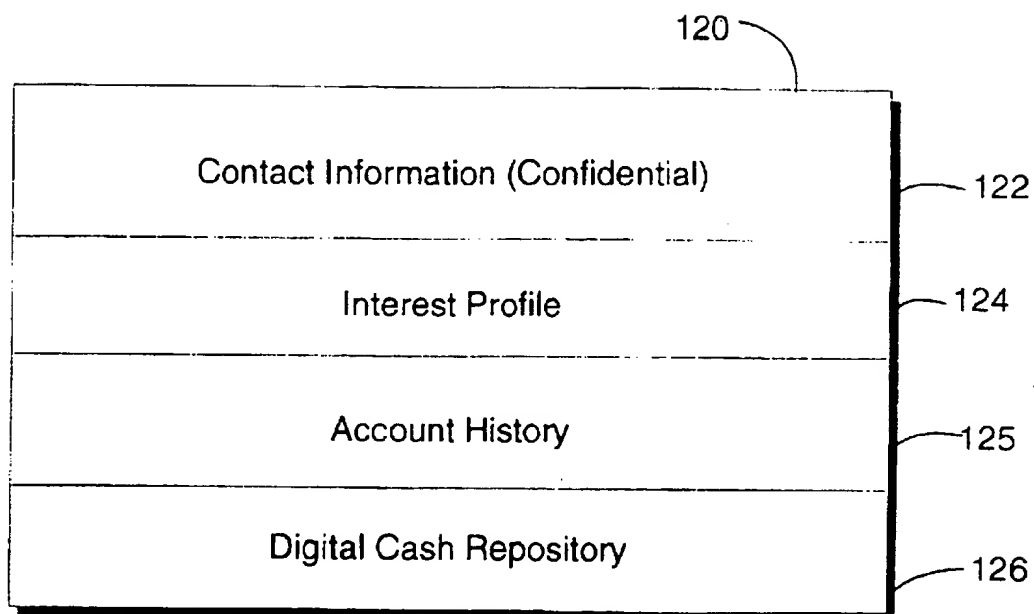 120
Contact Information (Confidential)
122
Interest Profile
124
Account History
125
Digital Cash Repository
126